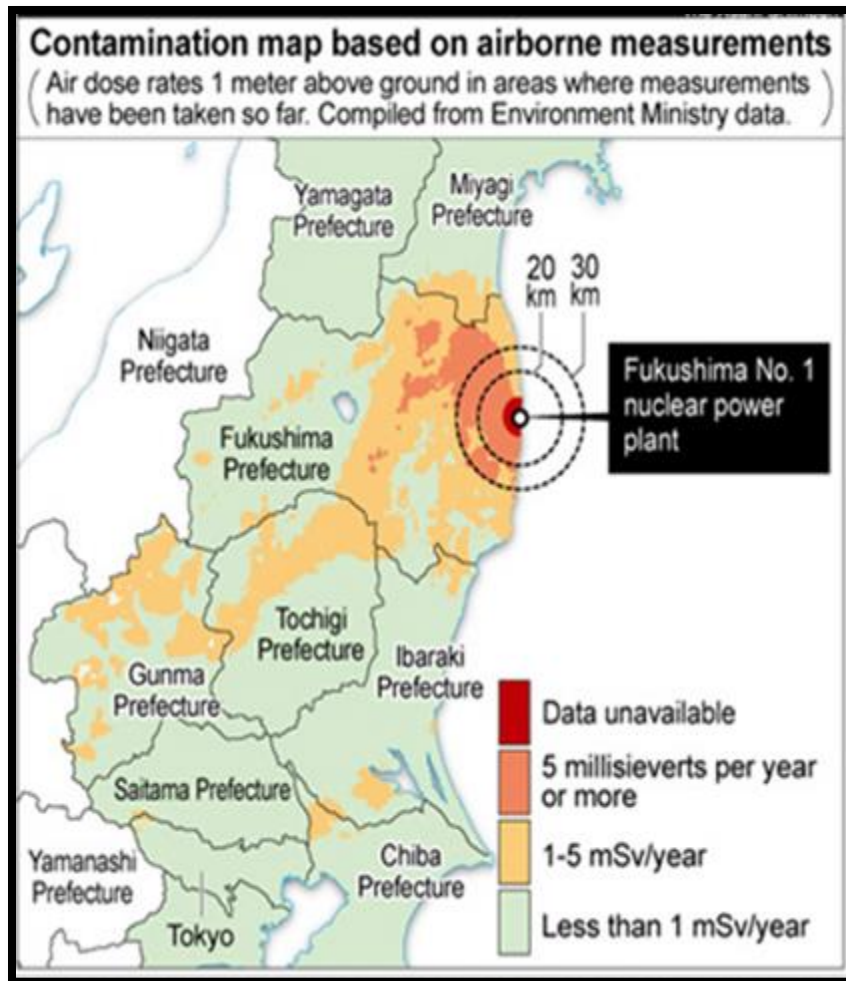 Contamination map based on airborne measurements
(Air dose rates 1 meter above ground in areas where measurements
have been taken so far. Compiled from Environment Ministry data.)
Yamagata
Prefecture
Miyagi
Prefecture
20
km
30
km
Niigata
Prefecture
Fukushima No. 1
nuclear power
plant
Fukushima
Prefecture
Tochigi
Prefecture
Ibaraki
Prefecture
Gunma
Prefecture
Saitama Prefecture
Yamanashi
Prefecture
Chiba
Prefecture
Tokyo
Data unavailable
5 millisieverts per year
or more
1-5 mSv/year
Less than 1 mSv/year